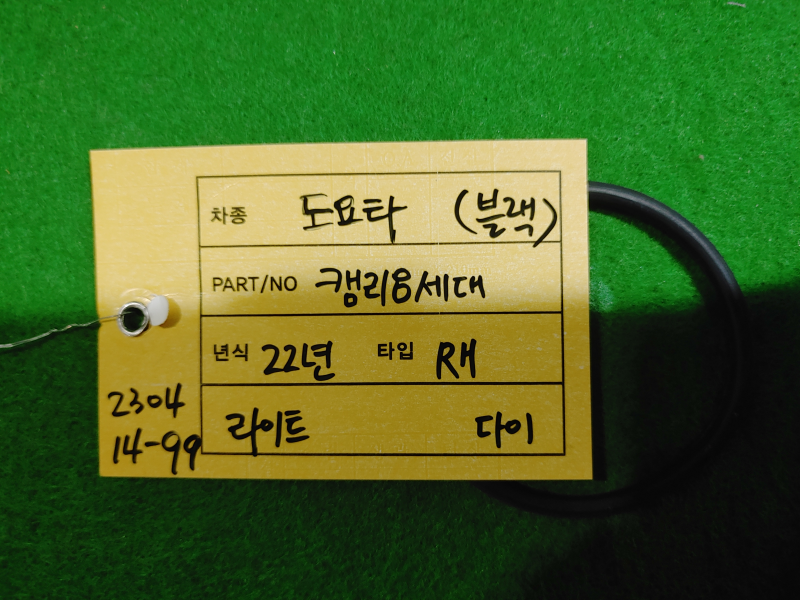 차종 도요타 (블랙)
PART/NO 캠리8세대
년식 22년 타입 RH
라이트 다이
2304
14-99